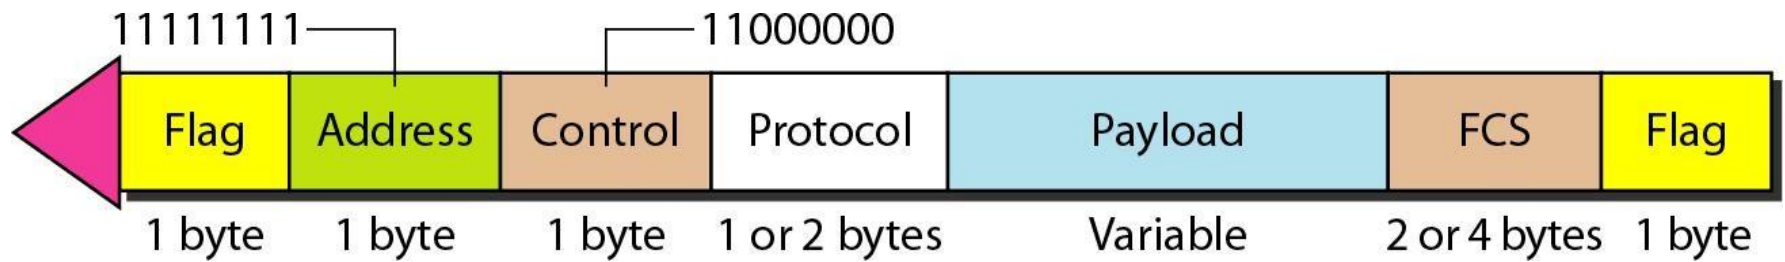 11111111 11000000
Flag Address Control Protocol Payload FCS Flag
1 byte 1 byte 1 byte 1 or 2 bytes Variable 2 or 4 bytes 1 byte